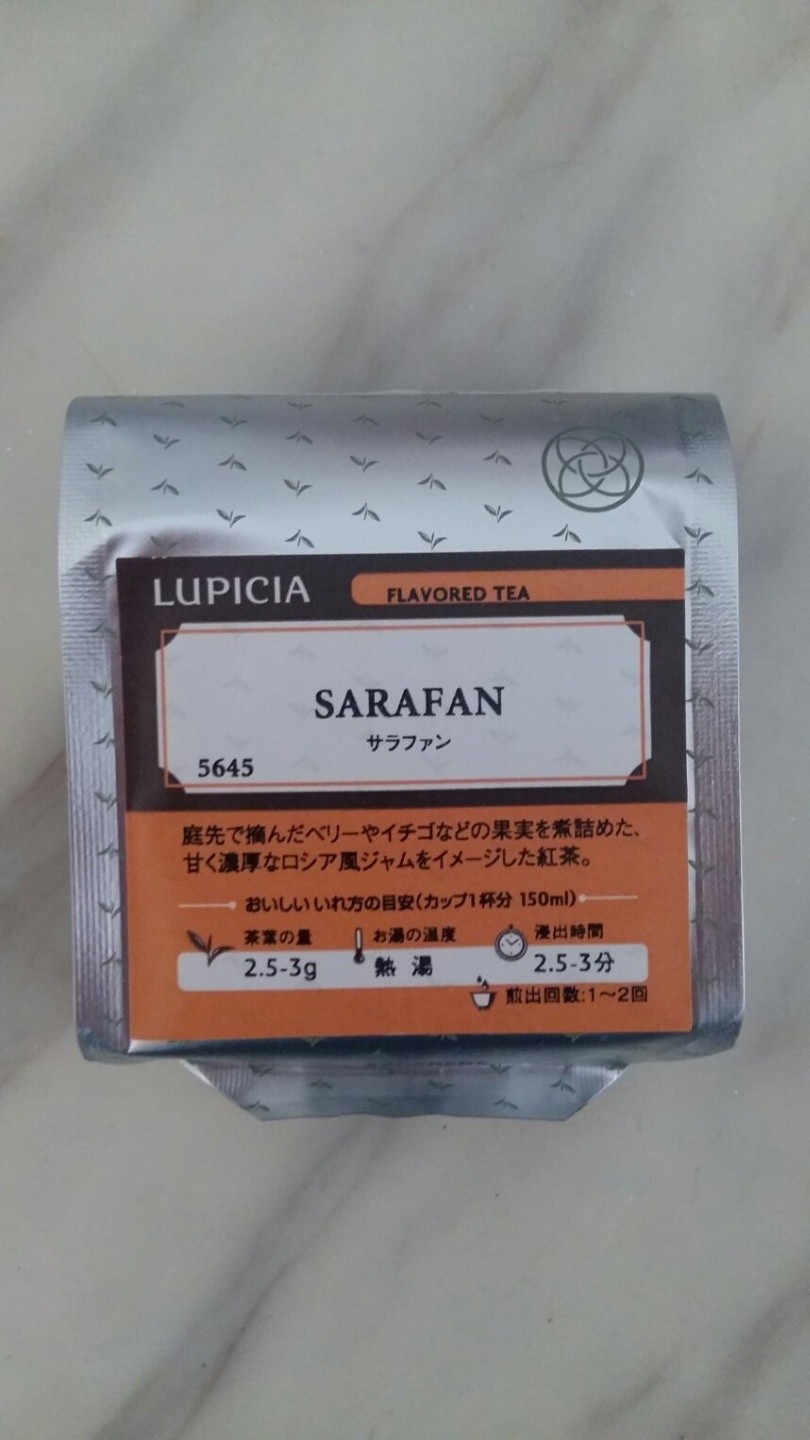 LUPICIA
FLAVORED TEA
SARAFAN
サラファン
5645
庭先で摘んだベリーやイチゴなどの果実を煮詰めた、
甘く濃厚なロシア風ジャムをイメージした紅茶。
おいしいいれ方の目安(カップ1杯分 150ml)
茶葉の量 お湯の温度 浸出時間
2.5-3g 熱湯 2.5-3分
煎出回数:1〜2回